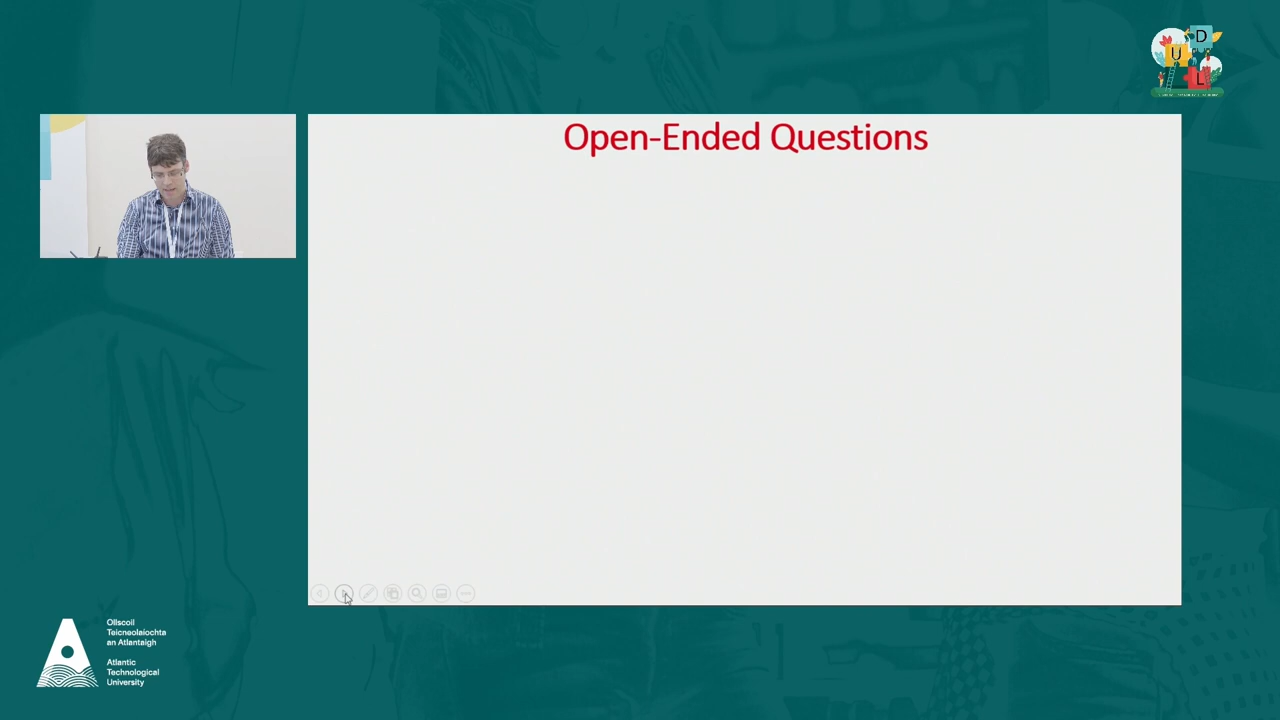 U
D
L
Open-Ended Questions
Ollscoil
Teicneolaíochta
an Atlantaigh
Atlantic
Technological
University